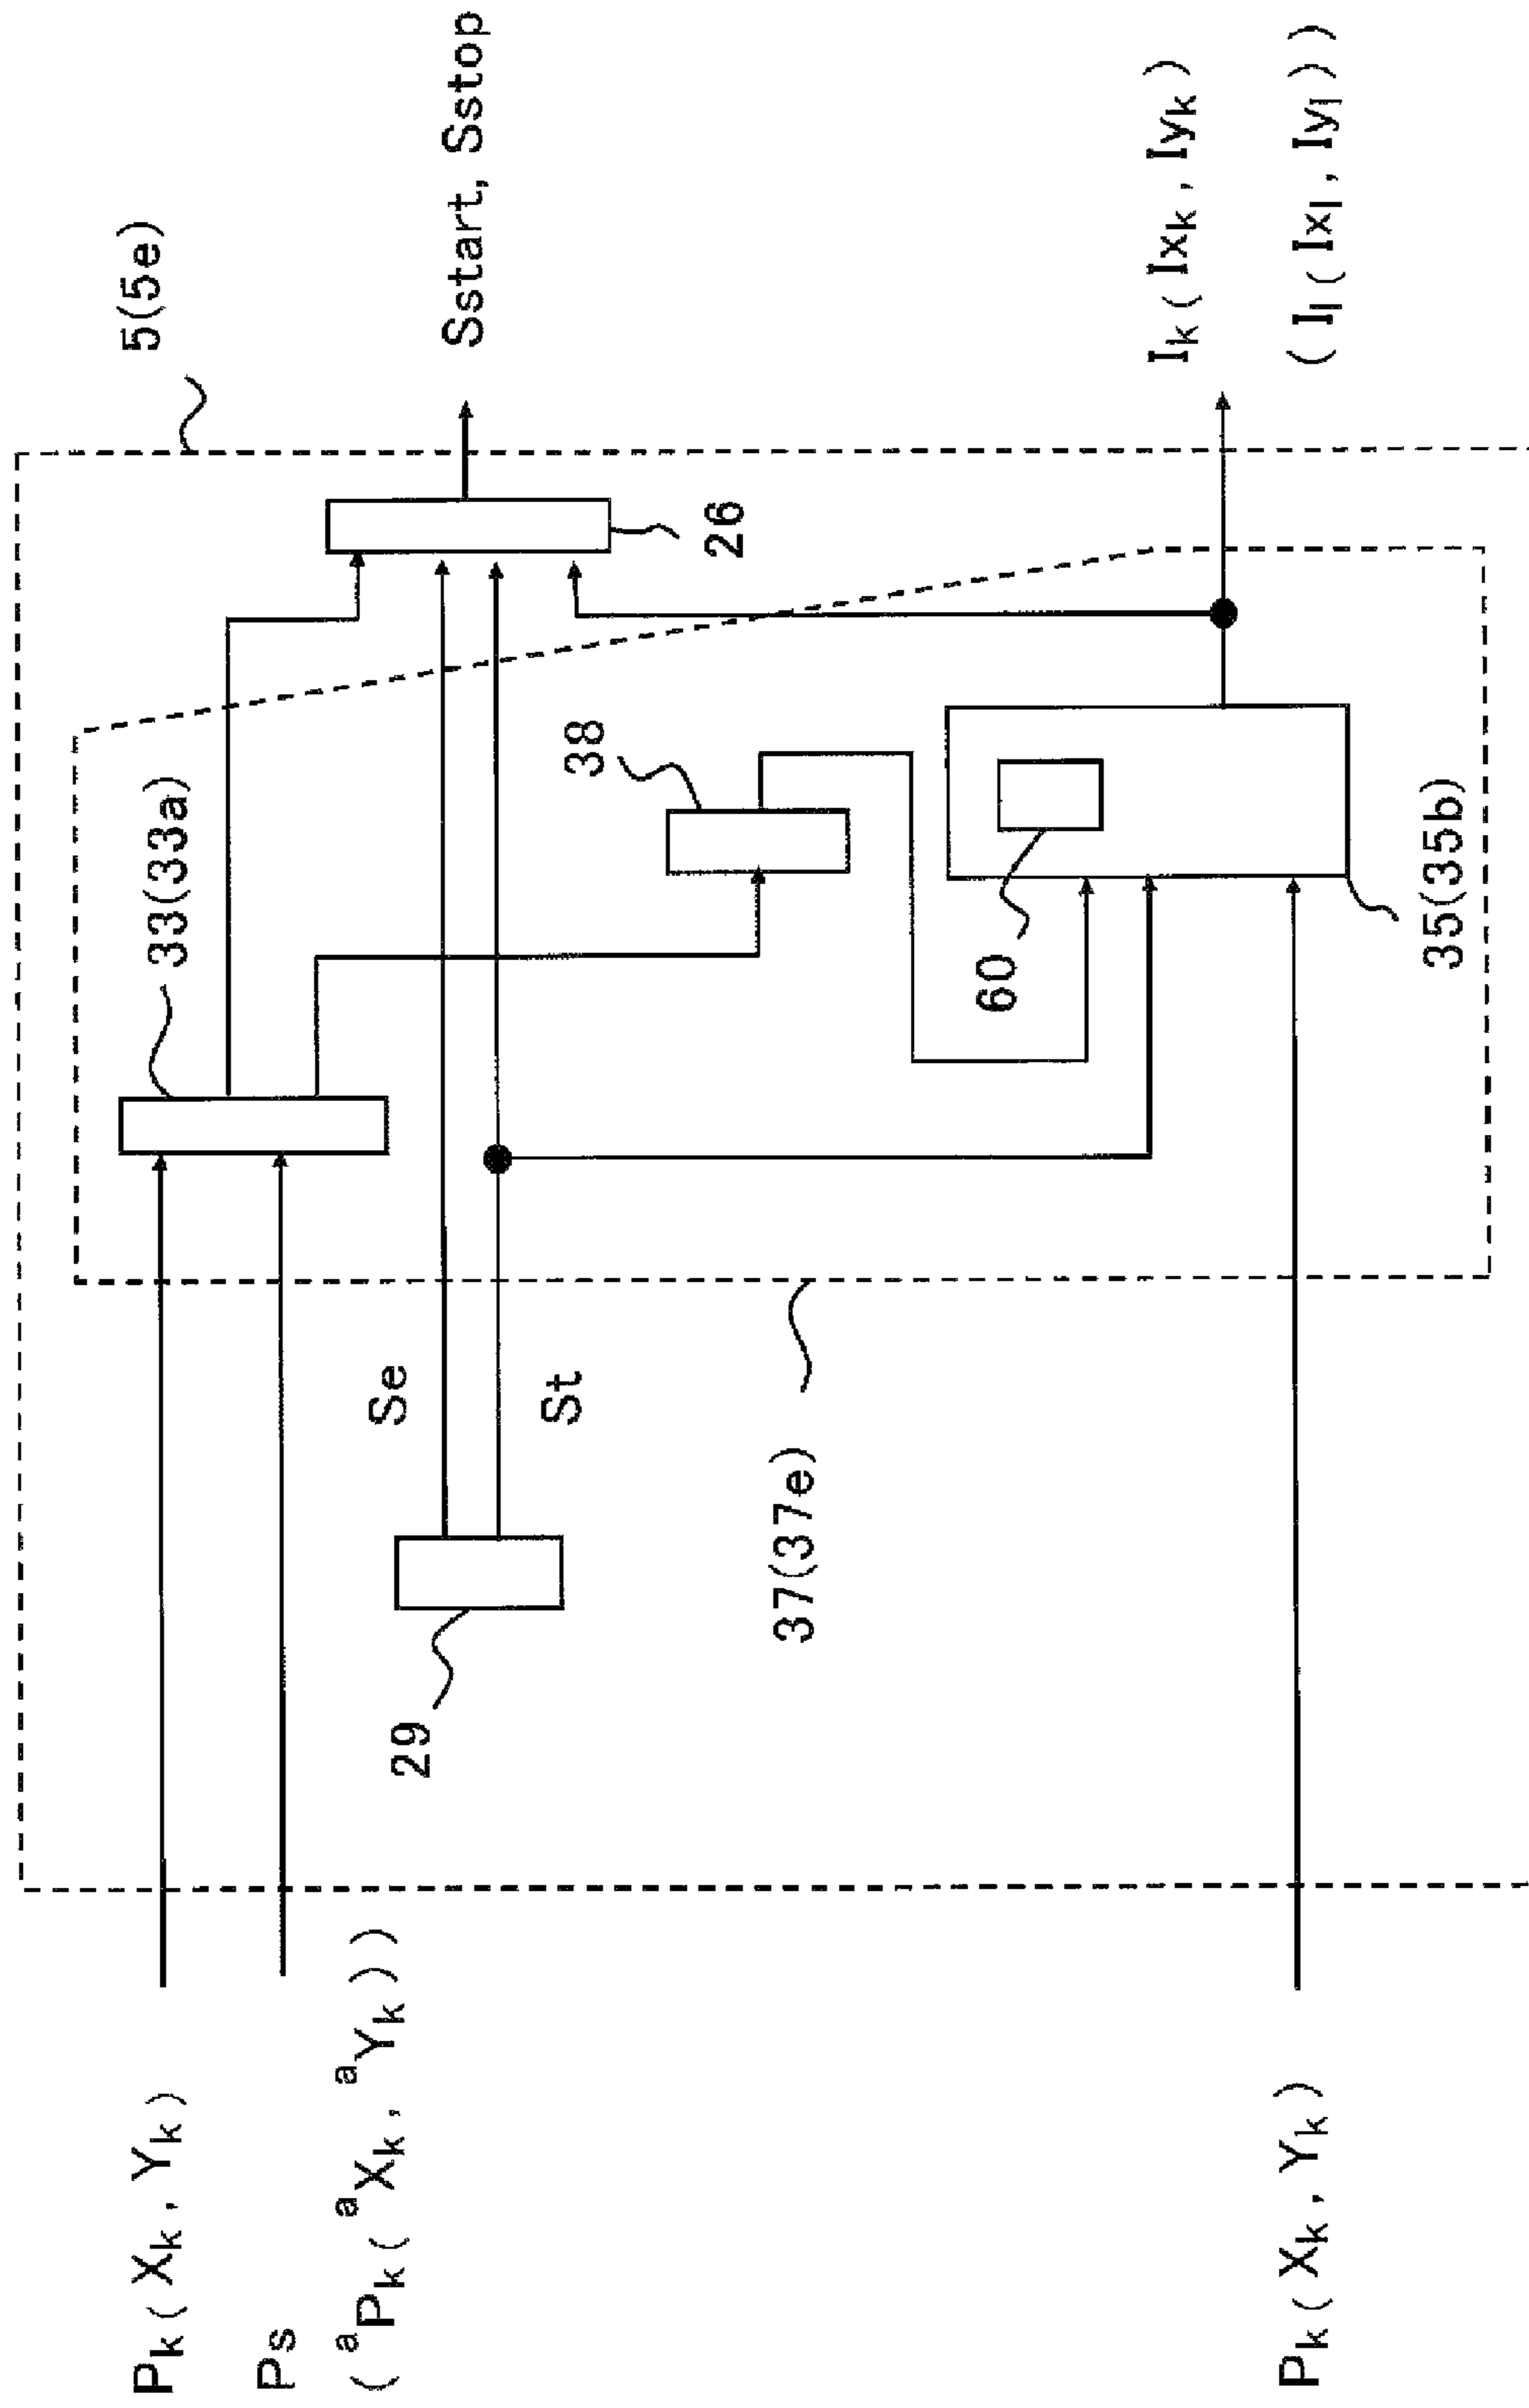 5(5e)
33(33a)
Sstart, Sstop
26
38
60
35(35b)
Se
St
29
37(37e)
Pk(Xk, Yk)
Ps
(aPk(aXk, aYk))
Pk(Xk, Yk)
Ik(Ixk, Iyk)
(Il(Ixl, Iyl))